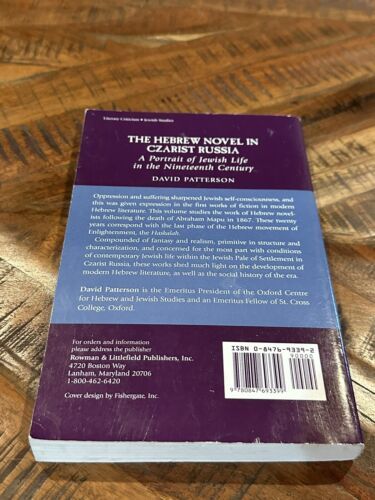 Literary Criticism • Jewish Studies
THE HEBREW NOVEL IN
CZARIST RUSSIA
A Portrait of Jewish Life
in the Nineteenth Century
DAVID PATTERSON
Oppression and suffering sharpened Jewish self-consciousness, and
this was given expression in the first works of fiction in modern
Hebrew literature. This volume studies the work of Hebrew novel-
ists following the death of Abraham Mapu in 1867. These twenty
years correspond with the last phase of the Hebrew movement of
Enlightenment, the Haskalah.
Compounded of fantasy and realism, primitive in structure and
characterization, and concerned for the most part with conditions
of contemporary Jewish life within the Jewish Pale of Settlement in
Czarist Russia, these works shed much light on the development of
modern Hebrew literature, as well as the social history of the era.
David Patterson is the Emeritus President of the Oxford Centre
for Hebrew and Jewish Studies and an Emeritus Fellow of St. Cross
College, Oxford.
For orders and information
please address the publisher
Rowman & Littlefield Publishers, Inc.
4720 Boston Way
Lanham, Maryland 20706
1-800-462-6420
Cover design by Fishergate, Inc.
ISBN 0-8476-9339-2
90000
9 780847 693399